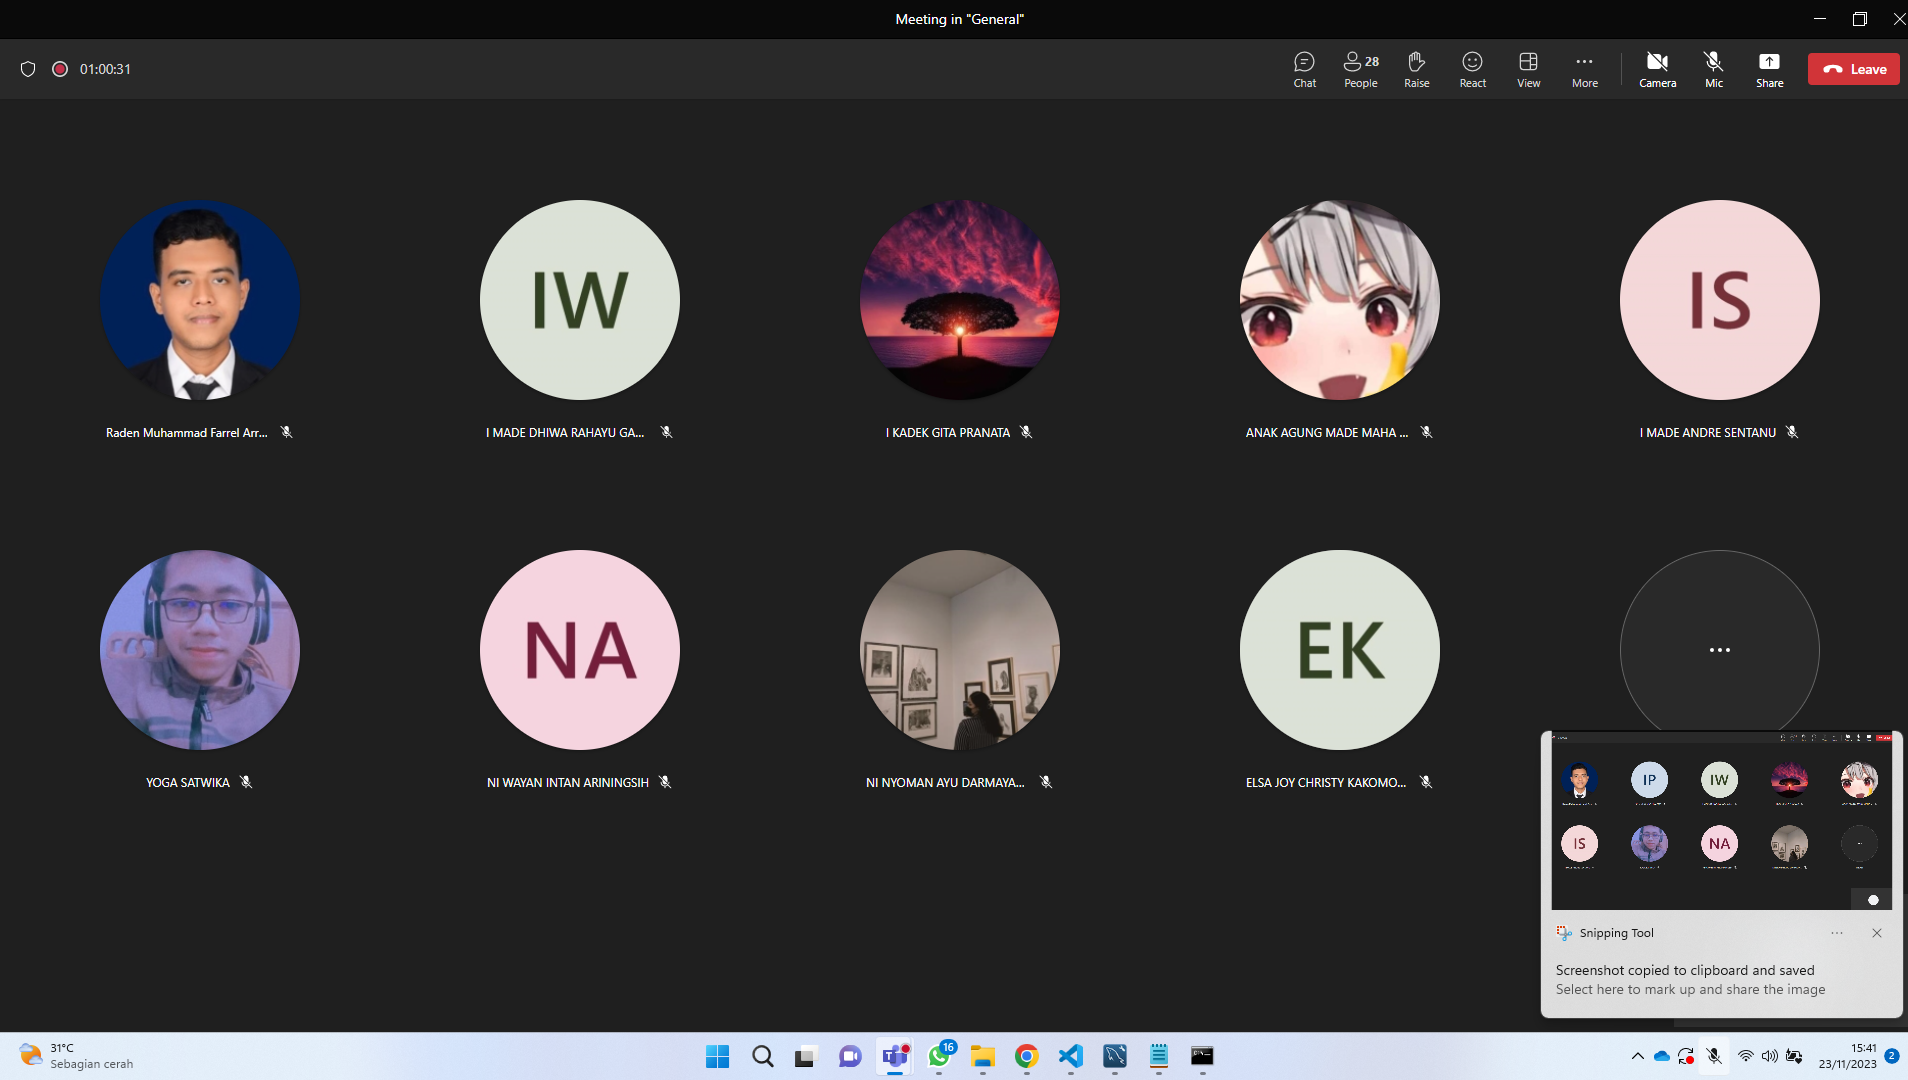 Meeting in "General"
01:00:31
Chat
28
People
Raise
React
View
More
Camera
Mic
Share
Leave
IW
IS
Raden Muhammad Farrel Arr...
I MADE DHIWA RAHAYU GA...
I KADEK GITA PRANATA
ANAK AGUNG MADE MAHA ...
I MADE ANDRE SENTANU
NA
EK
YOGA SATWIKA
NI WAYAN INTAN ARININGSIH
NI NYOMAN AYU DARMAYA...
ELSA JOY CHRISTY KAKOMO...
IP
IW
IS
NA
Snipping Tool
Screenshot copied to clipboard and saved
Select here to mark up and share the image
31°C
Sebagian cerah
16
15:41
23/11/2023
2